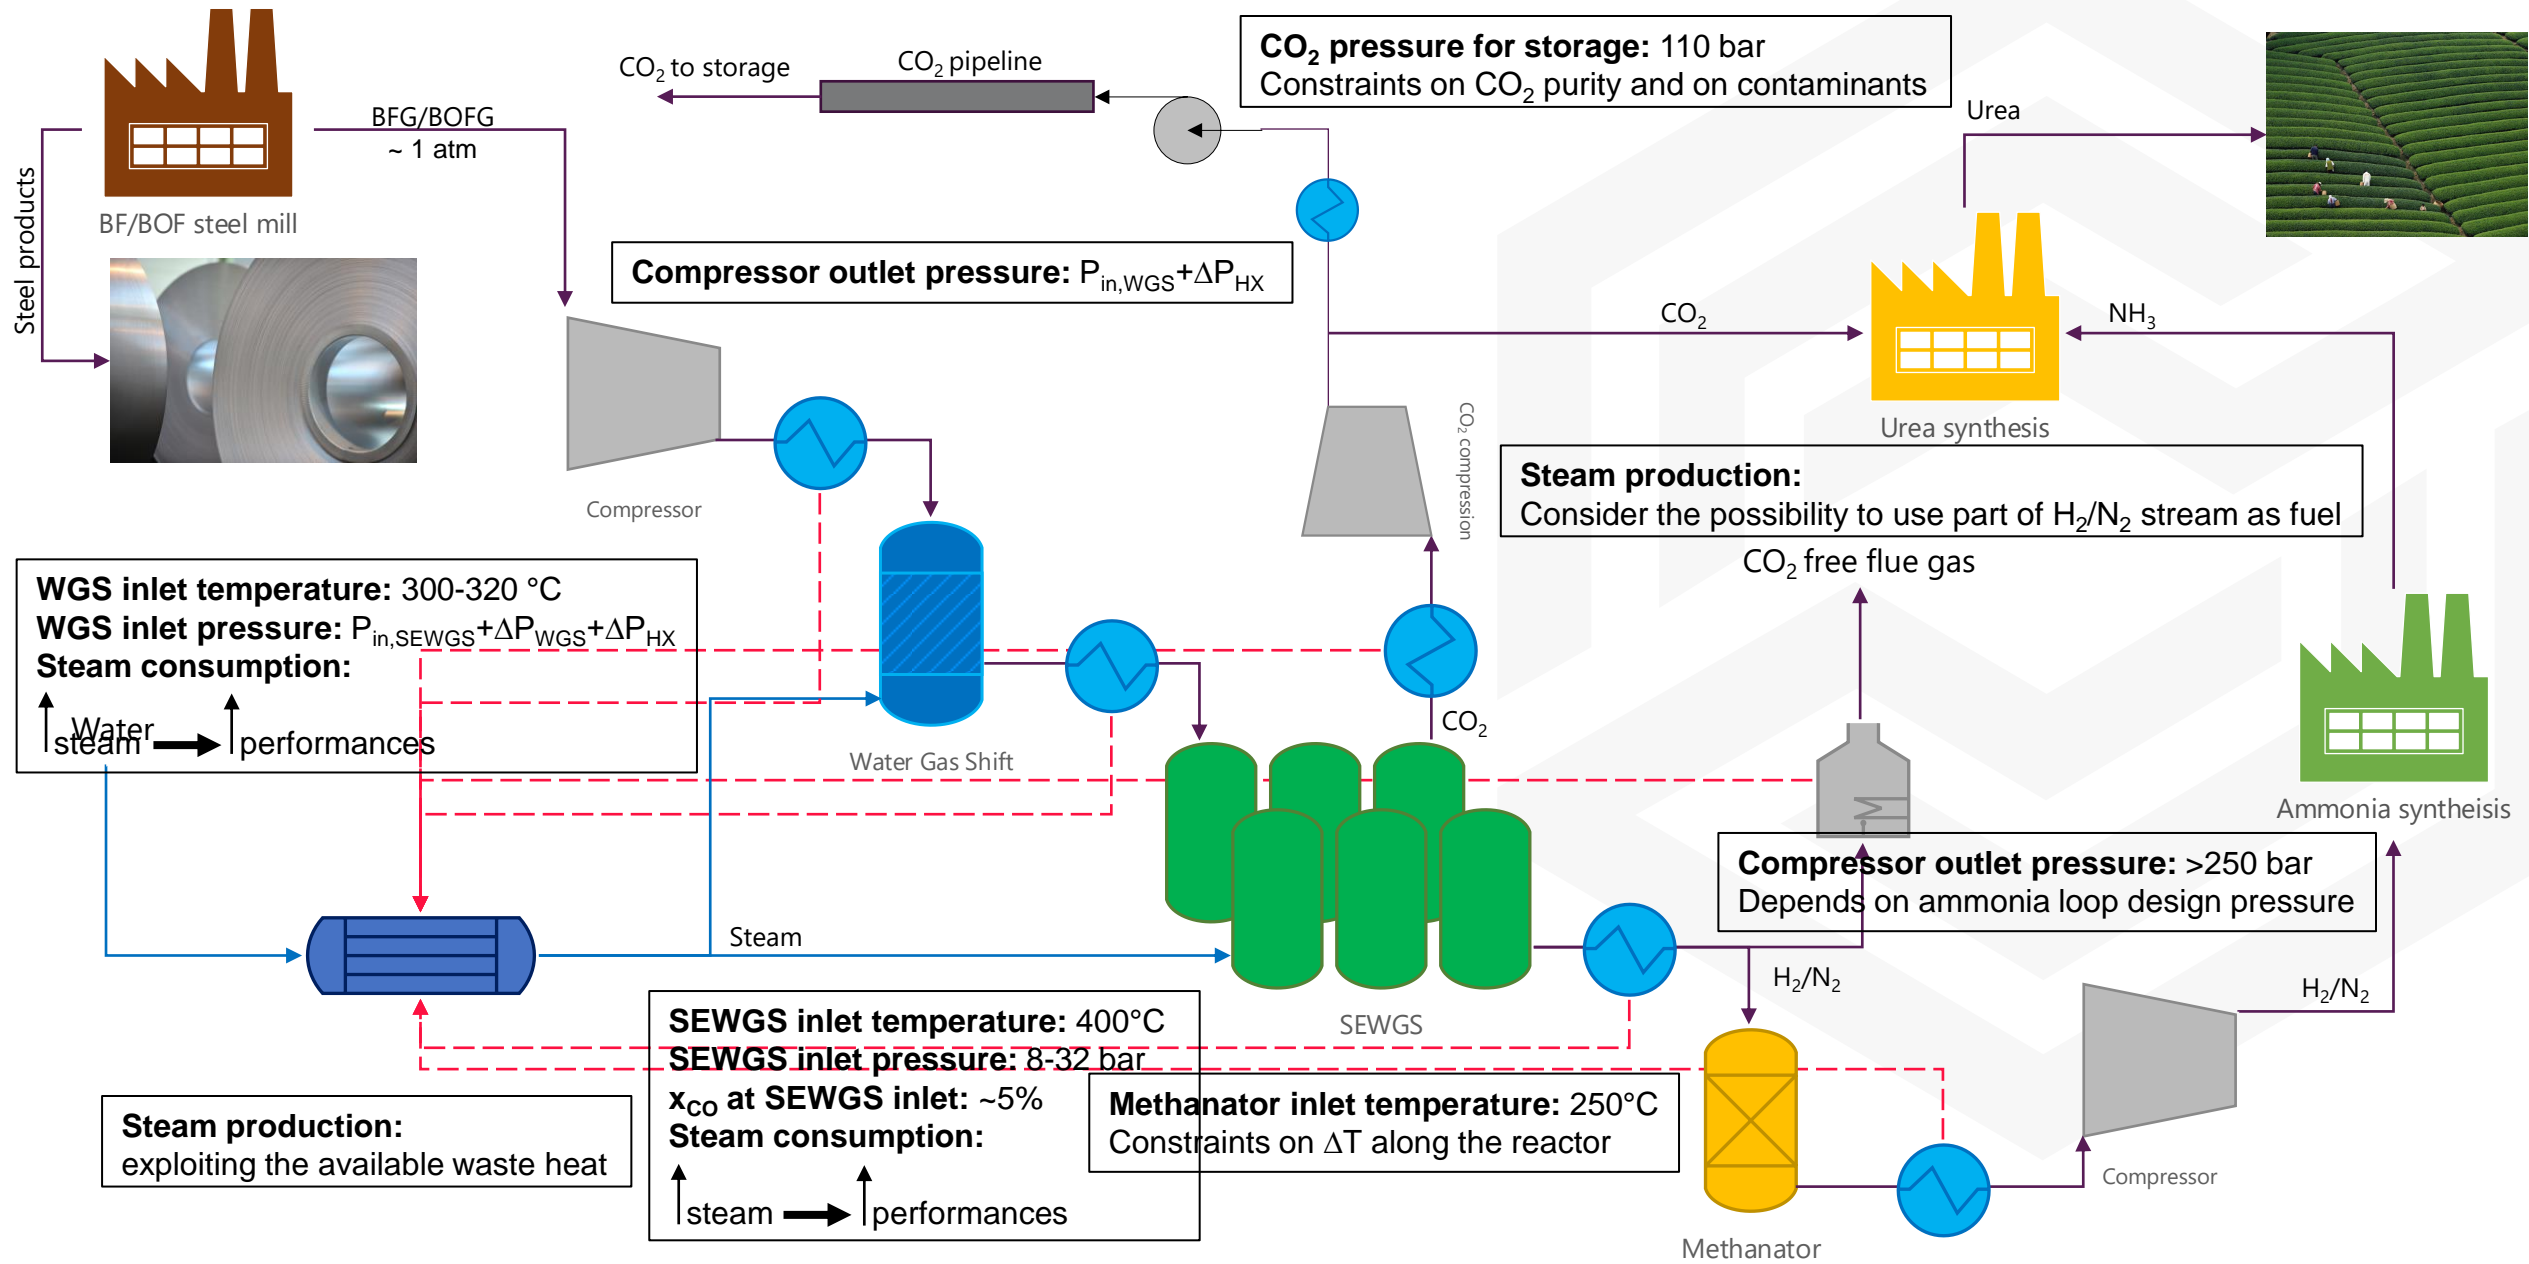 CO2 pressure for storage: 110 bar
Constraints on CO2 purity and on contaminants
CO2 to storage
CO2 pipeline
Urea
BFG/BOFG
~ 1 atm
Steel products
BF/BOF steel mill
Compressor outlet pressure: Pin,WGS+ΔPHX
CO2
NH3
Urea synthesis
CO2 compression
Compressor
Steam production:
Consider the possibility to use part of H2/N2 stream as fuel
CO2 free flue gas
WGS inlet temperature: 300-320 °C
WGS inlet pressure: Pin,SEWGS+ΔPWGS+ΔPHX
Steam consumption:
Water
steam performances
Water Gas Shift
CO2
Ammonia syntheisis
Compressor outlet pressure: >250 bar
Depends on ammonia loop design pressure
Steam
H2/N2
H2/N2
SEWGS
SEWGS inlet temperature: 400°C
SEWGS inlet pressure: 8-32 bar
xCO at SEWGS inlet: ~5%
Steam consumption:
steam performances
Methanator inlet temperature: 250°C
Constraints on ΔT along the reactor
Steam production:
exploiting the available waste heat
Compressor
Methanator